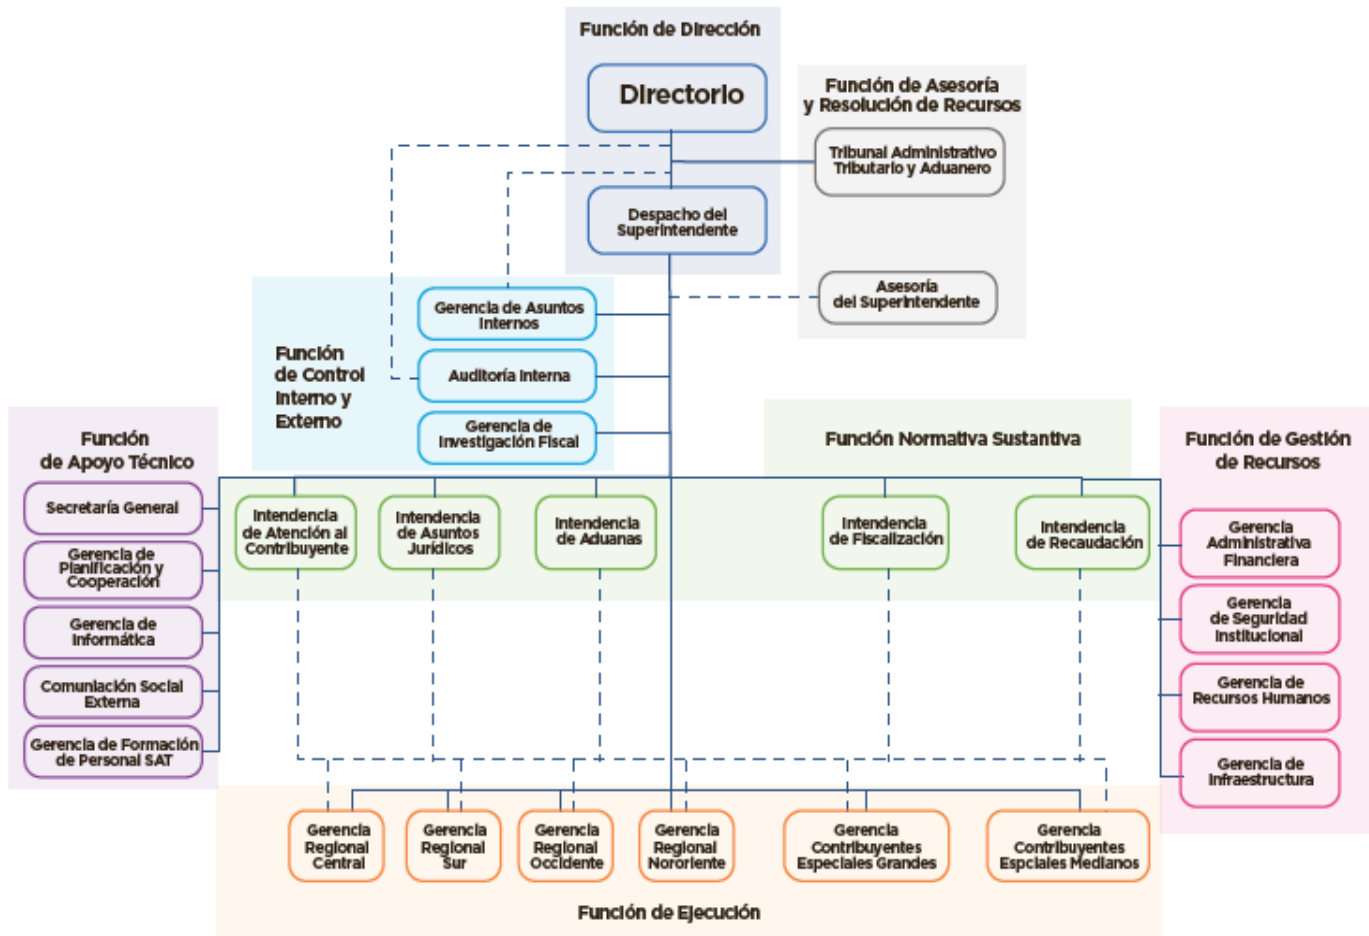 Función de Dirección
Directorio
Despacho del
Superintendente
Función de Asesoría
y Resolución de Recursos
Tribunal Administrativo
Tributario y Aduanero
Asesoría
del Superintendente
Función
de Control
Interno y
Externo
Gerencia de Asuntos
Internos
Auditoría Interna
Gerencia de
Investigación Fiscal
Función
de Apoyo Técnico
Secretaría General
Gerencia de
Planificación y
Cooperación
Gerencia de
Informática
Comuniación Social
Externa
Gerencia de Formación
de Personal SAT
Función Normativa Sustantiva
Intendencia
de Atención al
Contribuyente
Intendencia
de Asuntos
Jurídicos
Intendencia
de Aduanas
Intendencia
de Fiscalización
Intendencia
de Recaudación
Función de Gestión
de Recursos
Gerencia
Administrativa
Financiera
Gerencia
de Seguridad
Institucional
Gerencia de
Recursos Humanos
Gerencia de
Infraestructura
Gerencia
Regional
Central
Gerencia
Regional
Sur
Gerencia
Regional
Occidente
Gerencia
Regional
Nororiente
Gerencia
Contribuyentes
Especiales Grandes
Gerencia
Contribuyentes
Espciales Medianos
Función de Ejecución